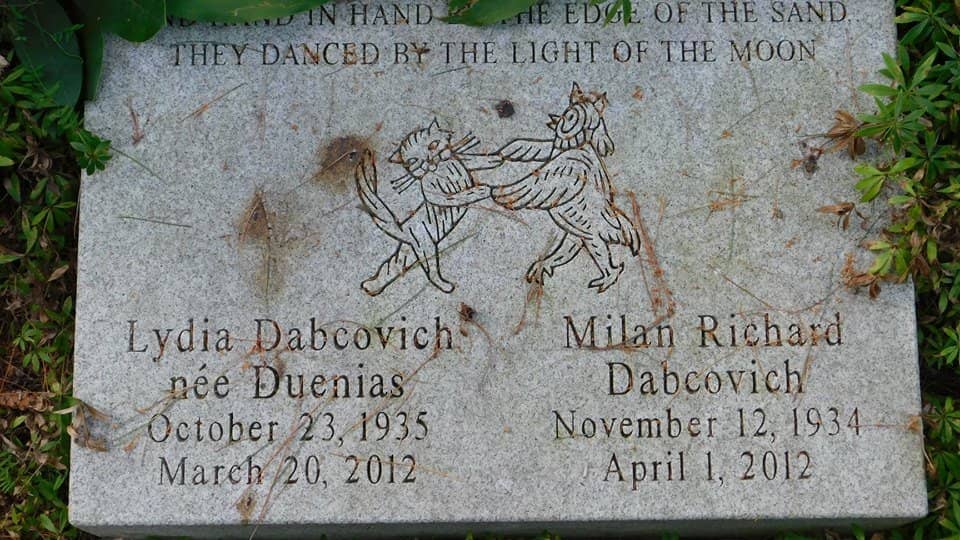 HAND IN HAND THE EDGE OF THE SAND
THEY DANCED BY THE LIGHT OF THE MOON
Lydia Dabcovich
née Duenias
October 23, 1935
March 20, 2012
Milan Richard
Dabcovich
November 12, 1934
April 1, 2012